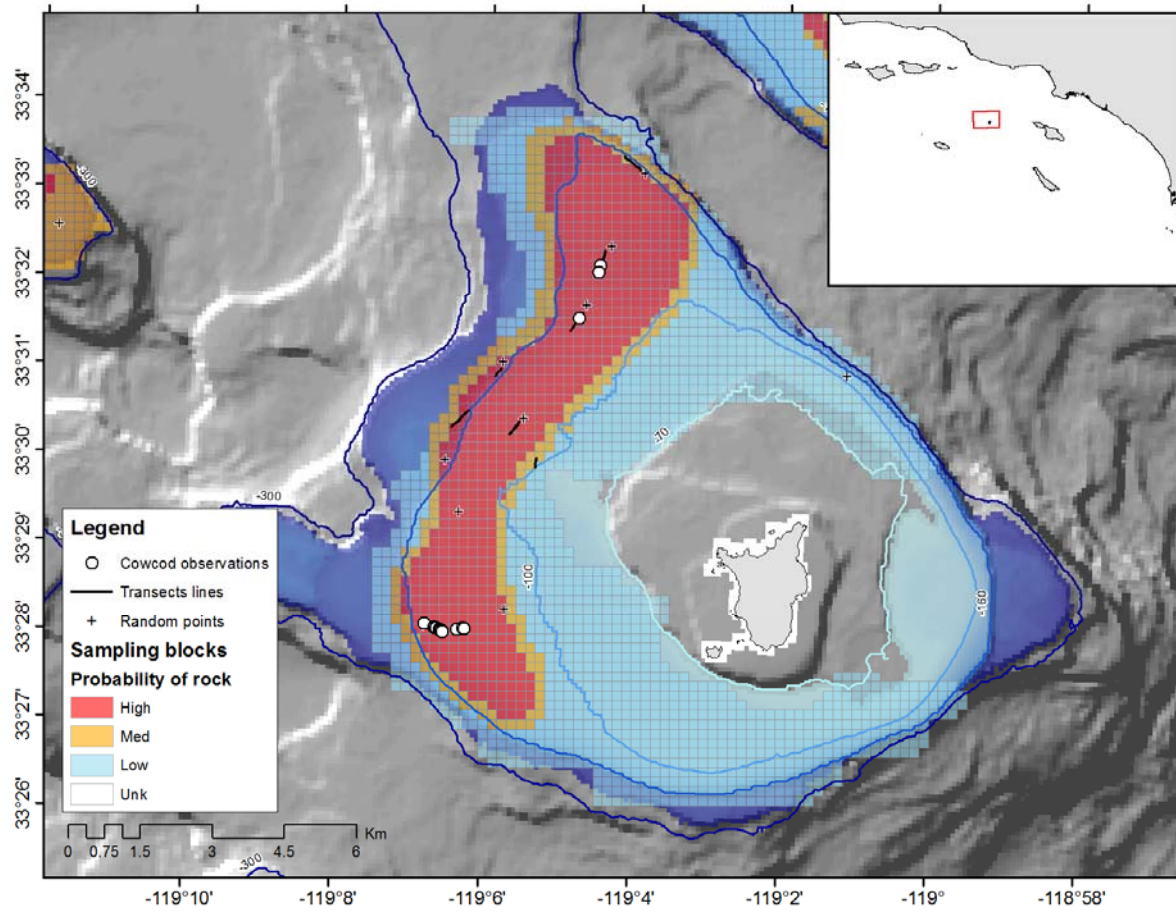 33°34'
33°33'
33°32'
33°31'
33°30'
33°29'
33°28'
33°27'
33°26'
-300
-70
-300
-100
-160
-300
Legend
Cowcod observations
Transects lines
Random points
Sampling blocks
Probability of rock
High
Med
Low
Unk
Km
0 0.75 1.5 3 4.5 6
-119°10' -119°8' -119°6' -119°4' -119°2' -119° -118°58'